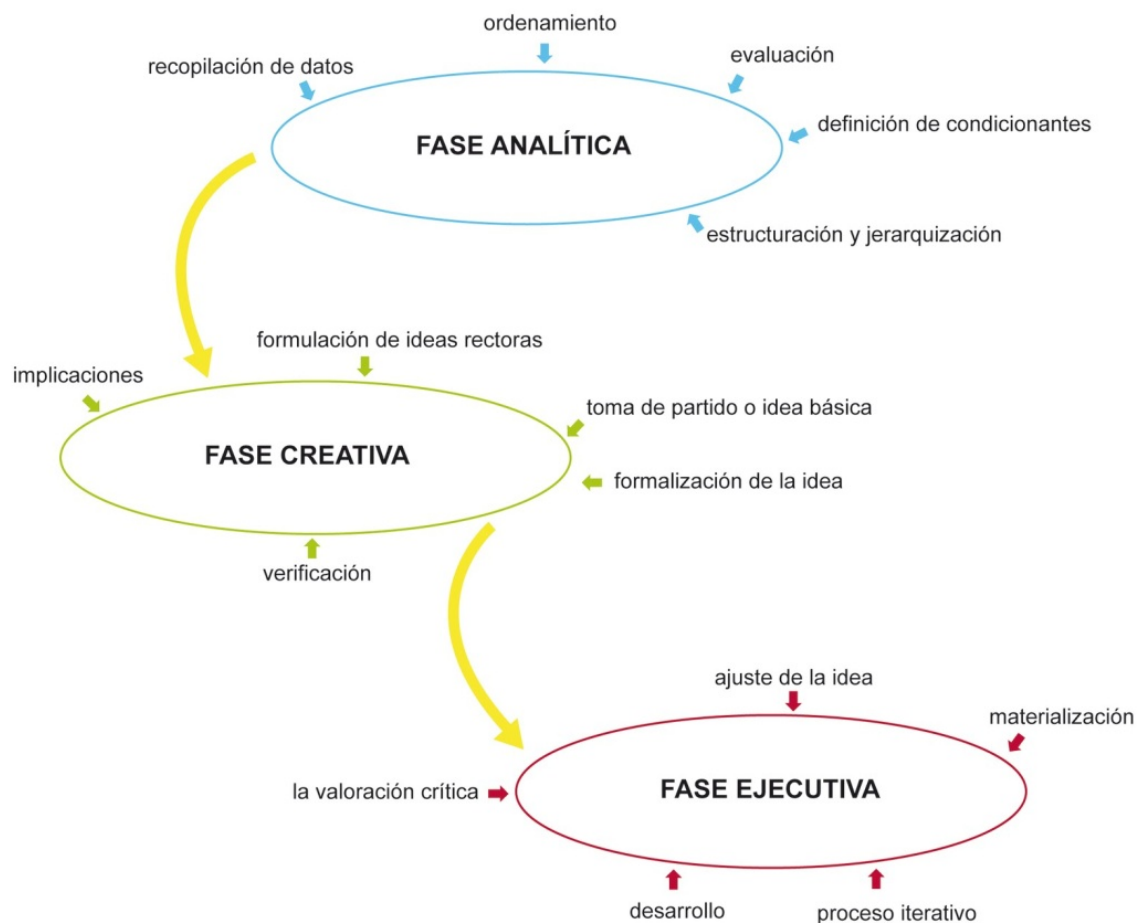 ordenamiento
recopilación de datos
evaluación
definición de condicionantes
FASE ANALÍTICA
estructuración y jerarquización
formulación de ideas rectoras
implicaciones
toma de partido o idea básica
FASE CREATIVA
formalización de la idea
verificación
ajuste de la idea
materialización
la valoración crítica
FASE EJECUTIVA
desarrollo
proceso iterativo